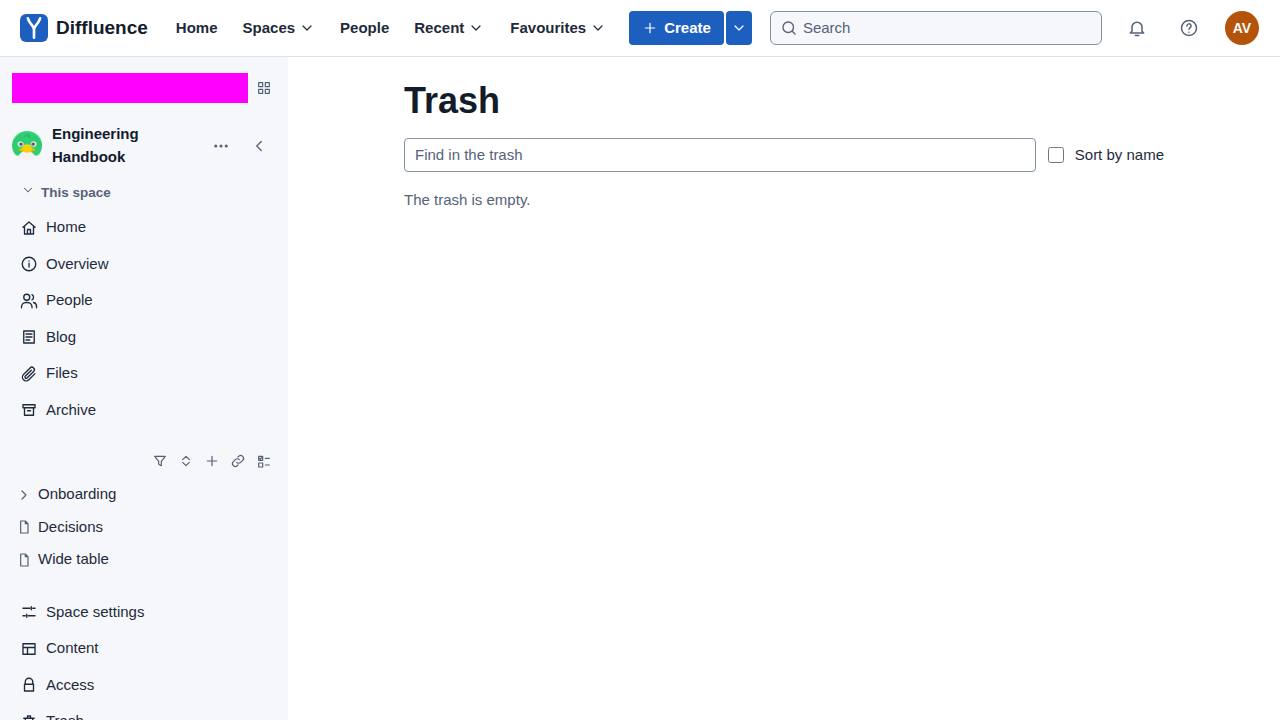 Diffluence
Home
Spaces
People
Recent
Favourites
Create
Search
AV
Engineering
Handbook
This space
Home
Overview
People
Blog
Files
Archive
Onboarding
Decisions
Wide table
Space settings
Content
Access
Trash
Trash
Find in the trash
Sort by name
The trash is empty.